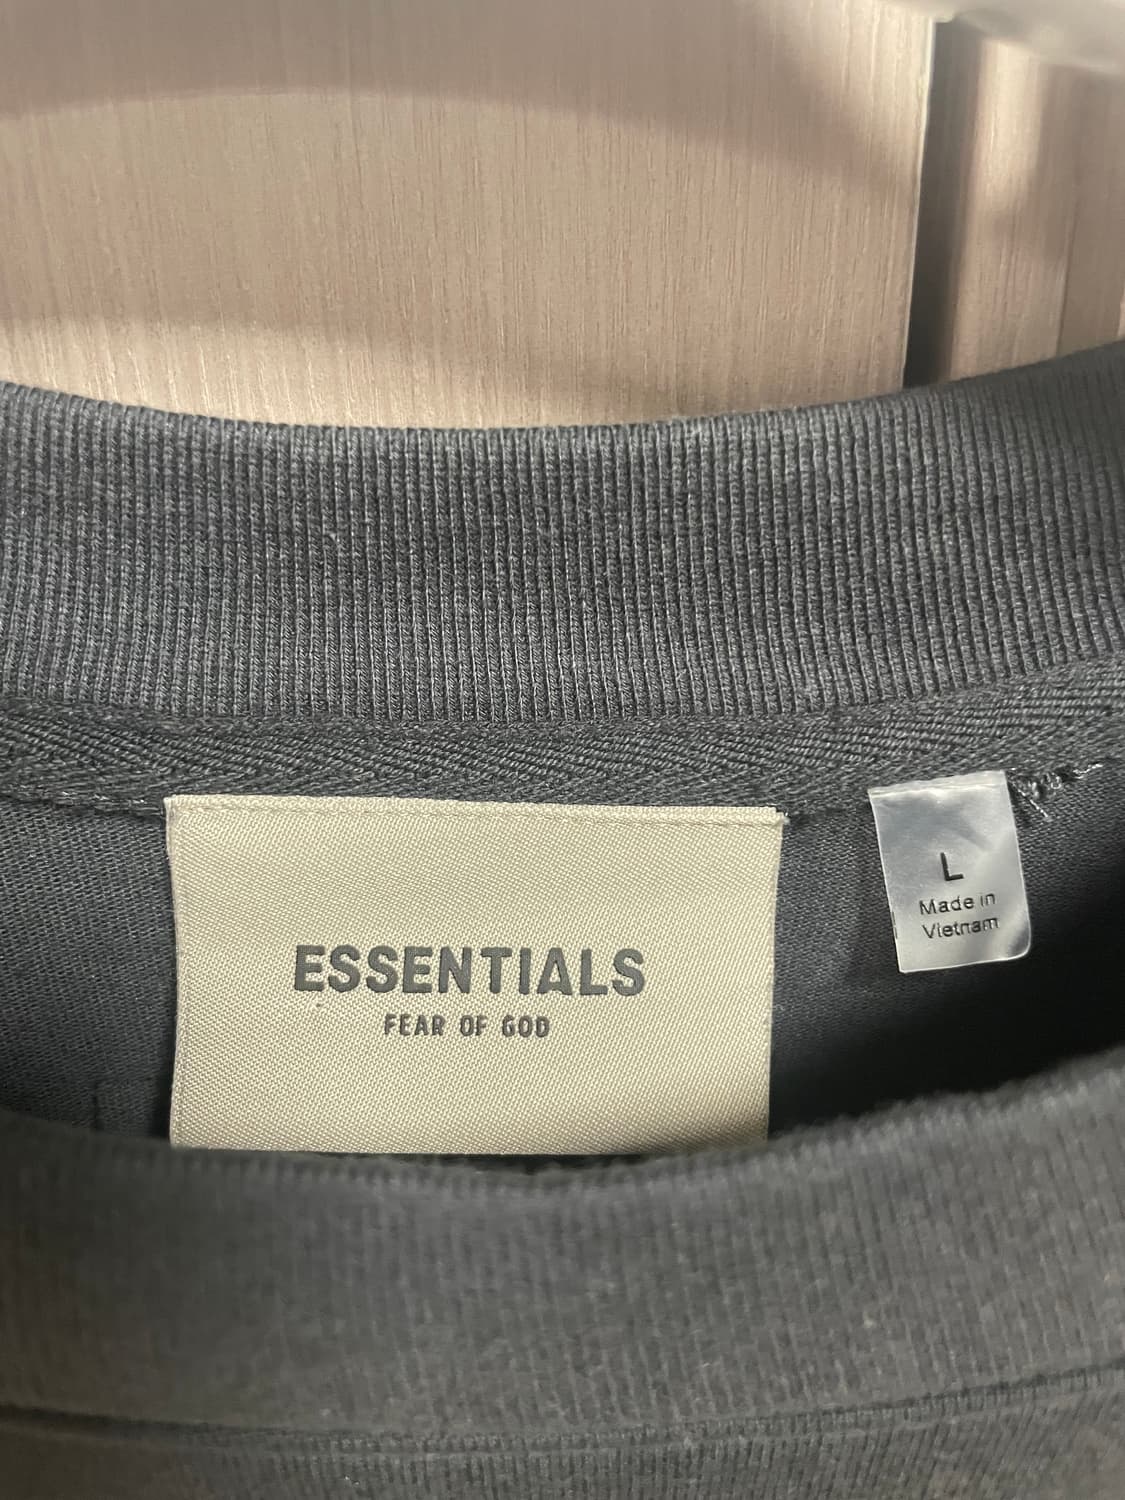 ESSENTIALS
FEAR OF GOD
L
Made in
Vietnam